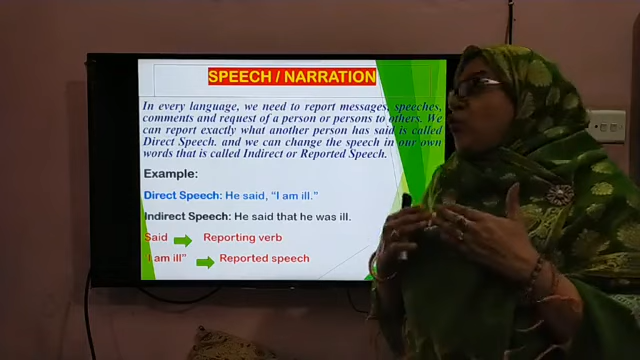 SPEECH / NARRATION
In every language, we need to report messages, speeches,
comments and request of a person or persons to others. We
can report exactly what another person has said is called
Direct Speech. and we can change the speech in our own
words that is called Indirect or Reported Speech.
Example:
Direct Speech: He said, “I am ill.”
Indirect Speech: He said that he was ill.
Said Reporting verb
“I am ill” Reported speech